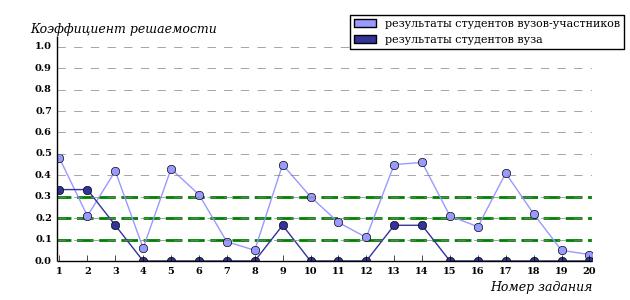 Коэффициент решаемости
результаты студентов вузов-участников
результаты студентов вуза
1.0
0.9
0.8
0.7
0.6
0.5
0.4
0.3
0.2
0.1
0.0
1 2 3 4 5 6 7 8 9 10 11 12 13 14 15 16 17 18 19 20
Номер задания